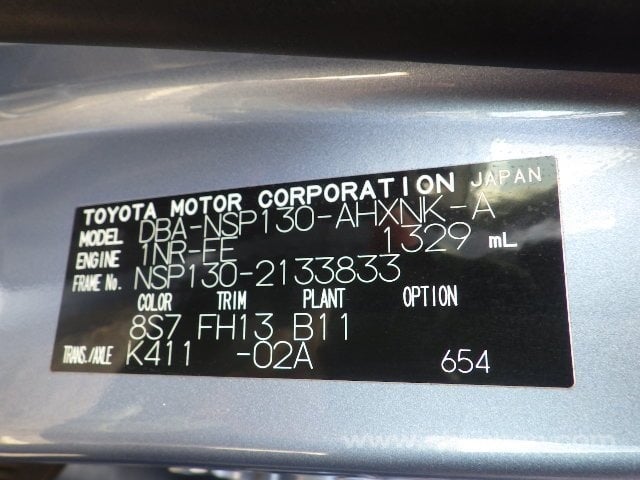 TOYOTA MOTOR CORPORATION JAPAN
MODEL DBA-NSP130-AHXNK-A
ENGINE 1NR-FE 1329 mL
FRAME No. NSP130-2133833
COLOR TRIM PLANT OPTION
8S7 FH13 B11
TRANS./AXLE K411 -02A 654